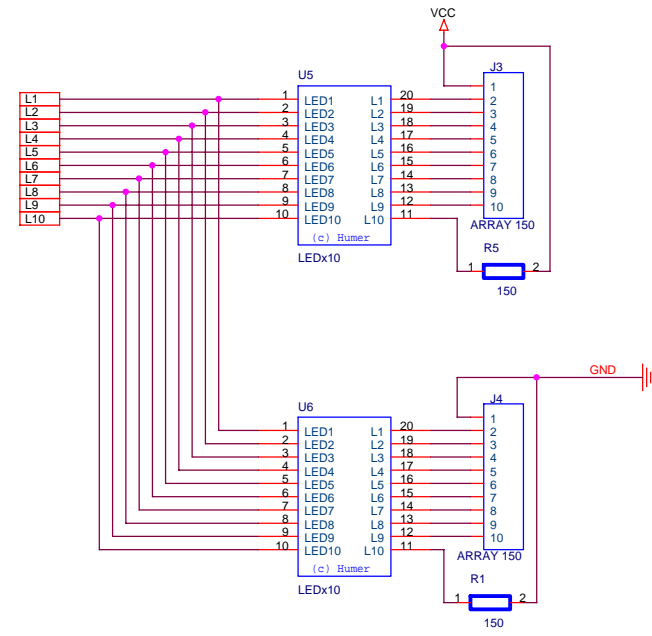 VCC
U5
J3
L1
L2
L3
L4
L5
L6
L7
L8
L9
L10
1 LED1 L1 20 1
2 LED2 L2 19 2
3 LED3 L3 18 3
4 LED4 L4 17 4
5 LED5 L5 16 5
6 LED6 L6 15 6
7 LED7 L7 14 7
8 LED8 L8 13 8
9 LED9 L9 12 9
10 LED10 L10 11 10
(c) Humer
ARRAY 150
LEDx10
R5
1 2
150
GND
U6
J4
1 LED1 L1 20 1
2 LED2 L2 19 2
3 LED3 L3 18 3
4 LED4 L4 17 4
5 LED5 L5 16 5
6 LED6 L6 15 6
7 LED7 L7 14 7
8 LED8 L8 13 8
9 LED9 L9 12 9
10 LED10 L10 11 10
(c) Humer
ARRAY 150
LEDx10
R1
1 2
150